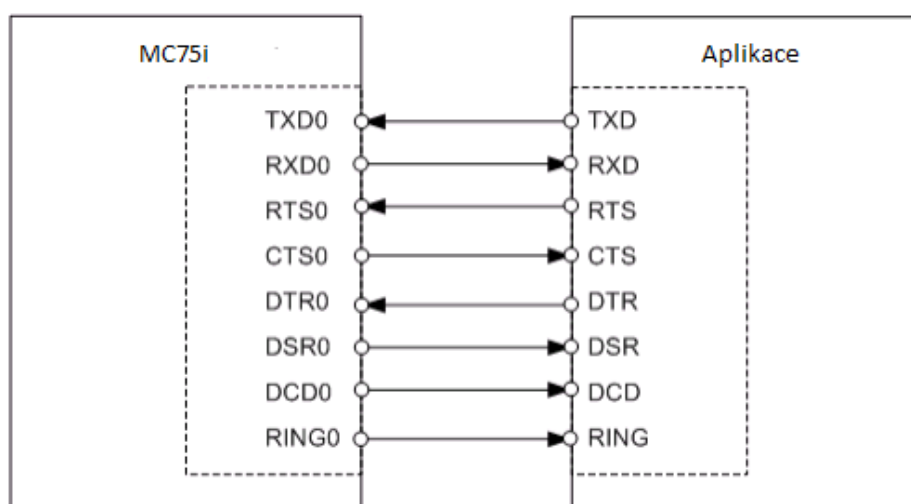 MC75i Aplikace
TXD0 TXD
RXD0 RXD
RTS0 RTS
CTS0 CTS
DTR0 DTR
DSR0 DSR
DCD0 DCD
RING0 RING